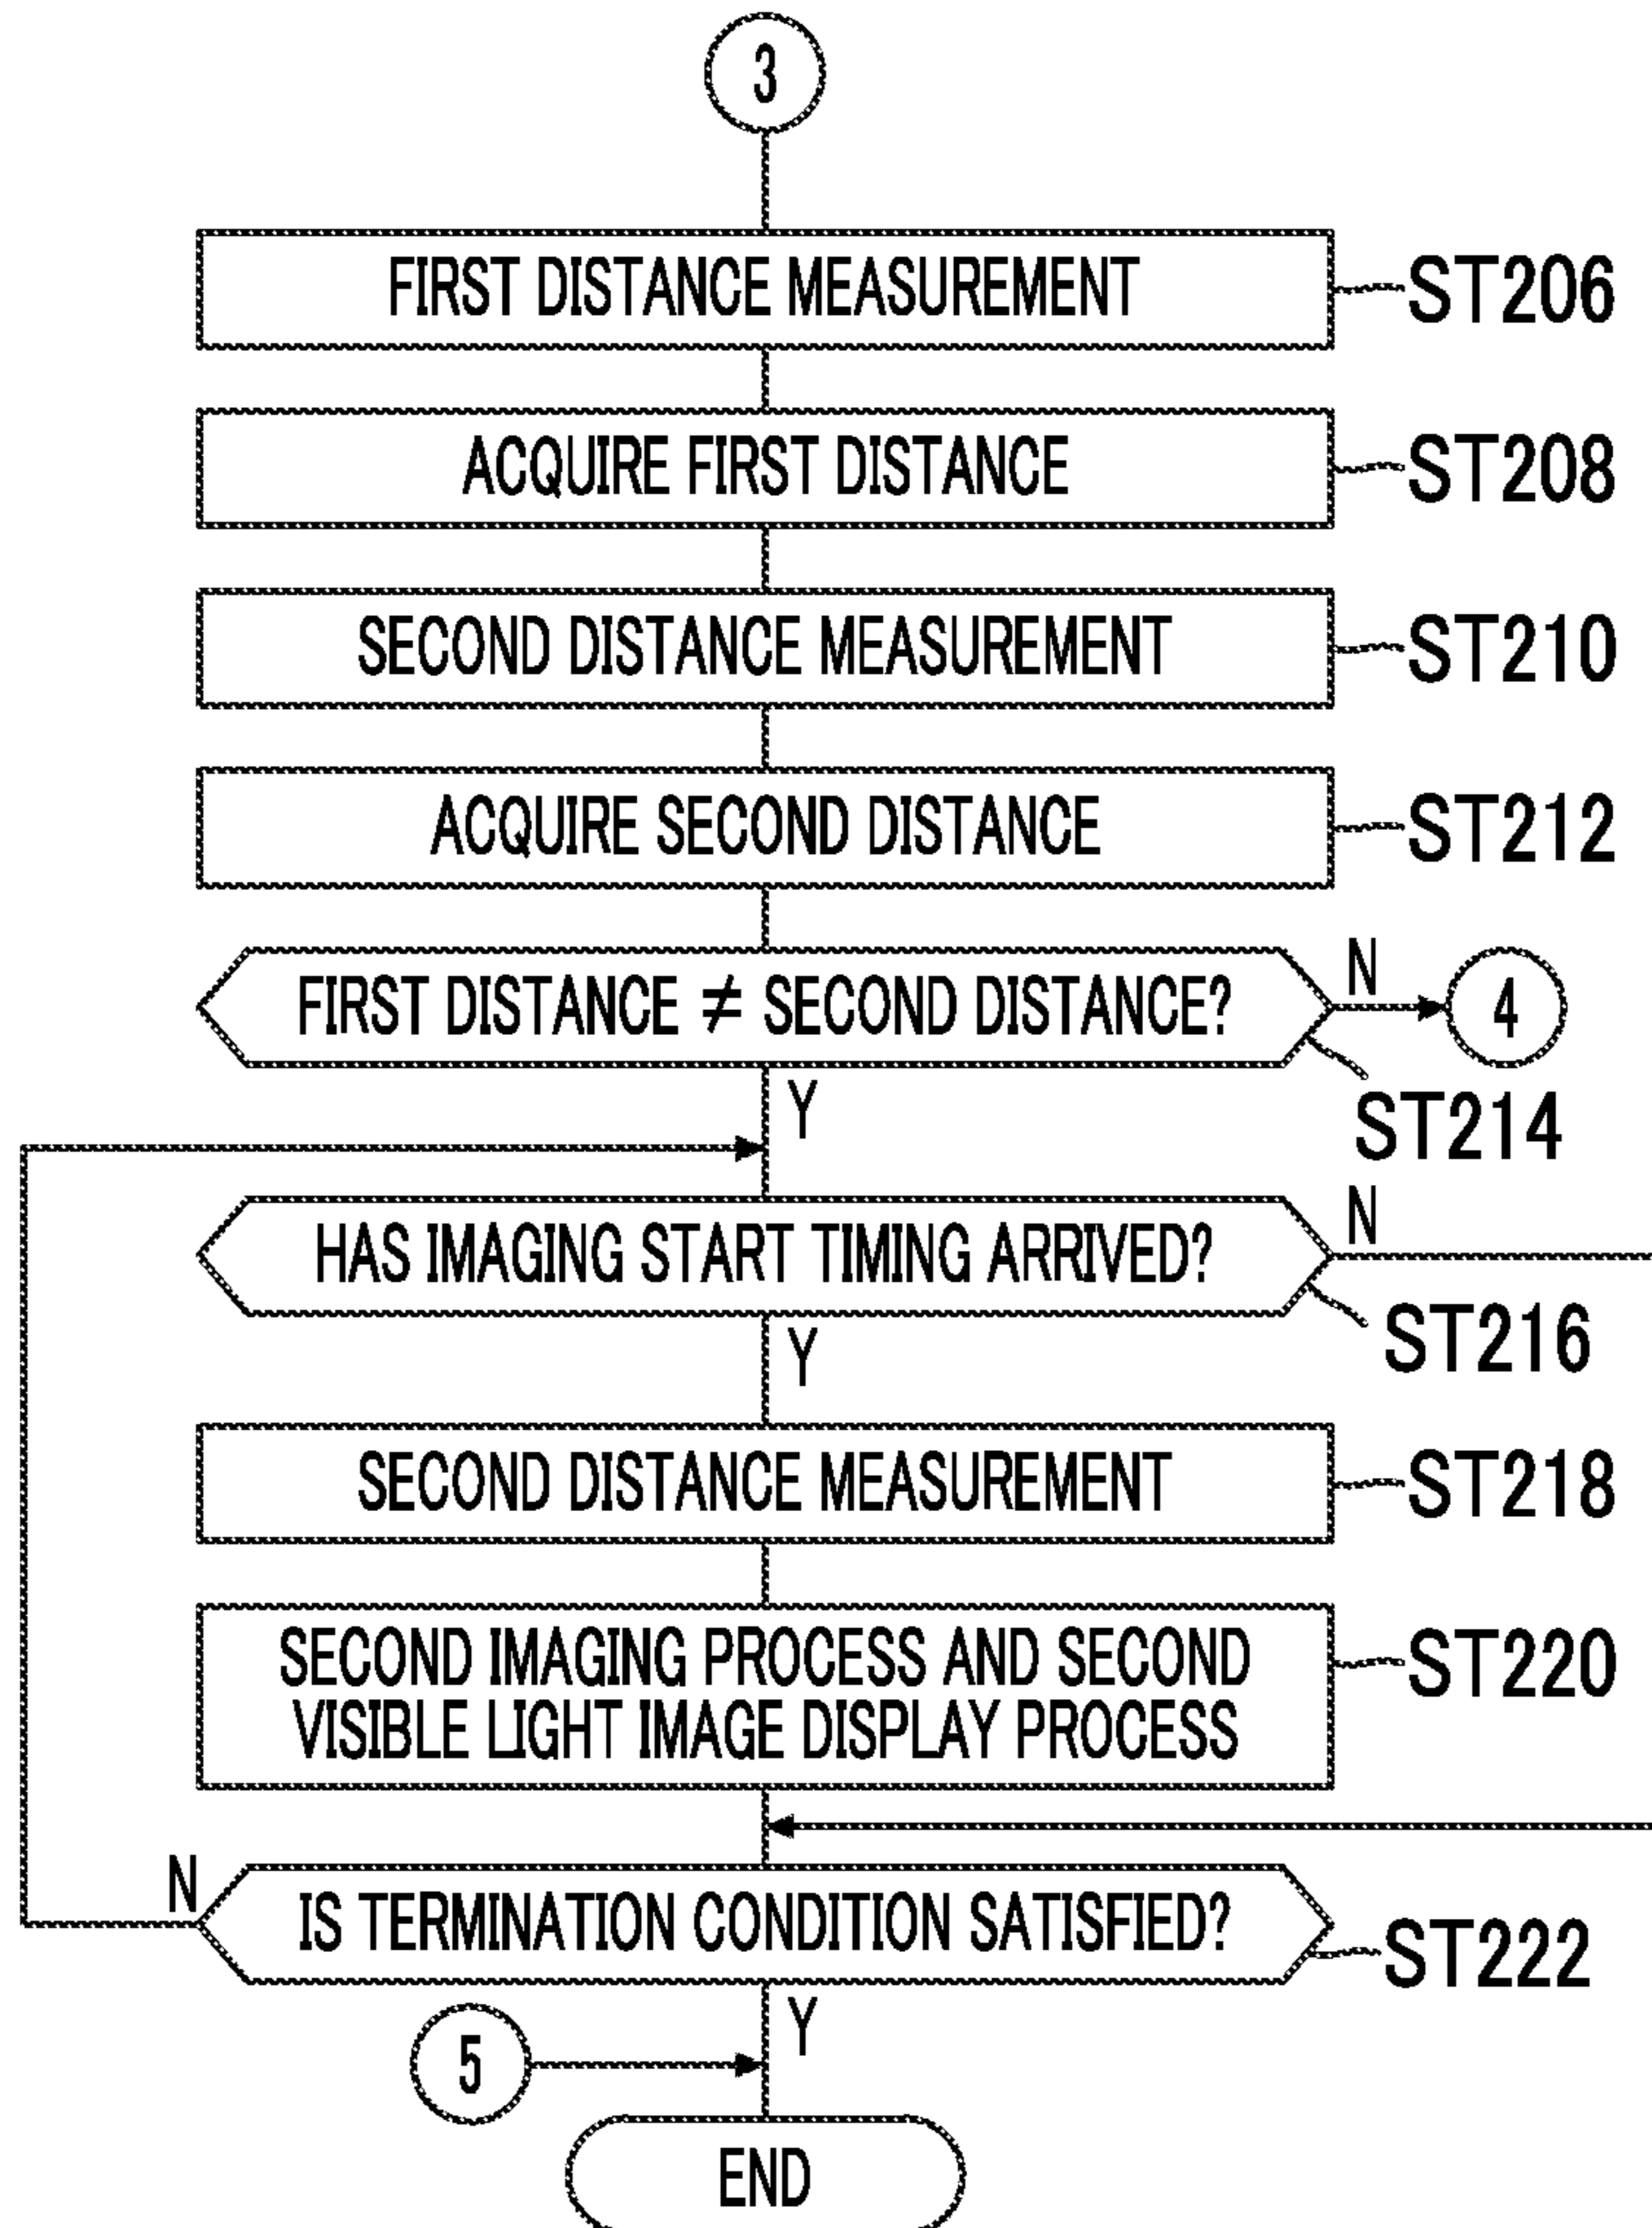 3
FIRST DISTANCE MEASUREMENT
ST206
ACQUIRE FIRST DISTANCE
ST208
SECOND DISTANCE MEASUREMENT
ST210
ACQUIRE SECOND DISTANCE
ST212
FIRST DISTANCE ≠ SECOND DISTANCE?
N
4
ST214
Y
HAS IMAGING START TIMING ARRIVED?
N
ST216
Y
SECOND DISTANCE MEASUREMENT
ST218
SECOND IMAGING PROCESS AND SECOND
VISIBLE LIGHT IMAGE DISPLAY PROCESS
ST220
N
IS TERMINATION CONDITION SATISFIED?
ST222
Y
5
END